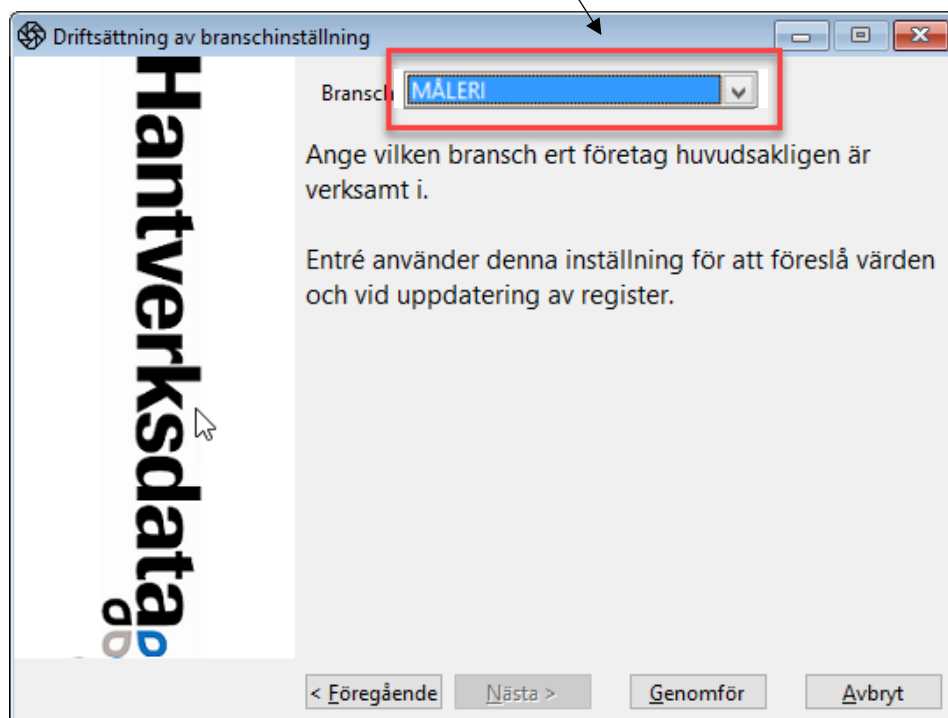 Driftsättning av branschinställning
Hantverksdata
Bransch MÅLERI
Ange vilken bransch ert företag huvudsakligen är
verksamt i.
Entré använder denna inställning för att föreslå värden
och vid uppdatering av register.
< Föregående Nästa > Genomför Avbryt